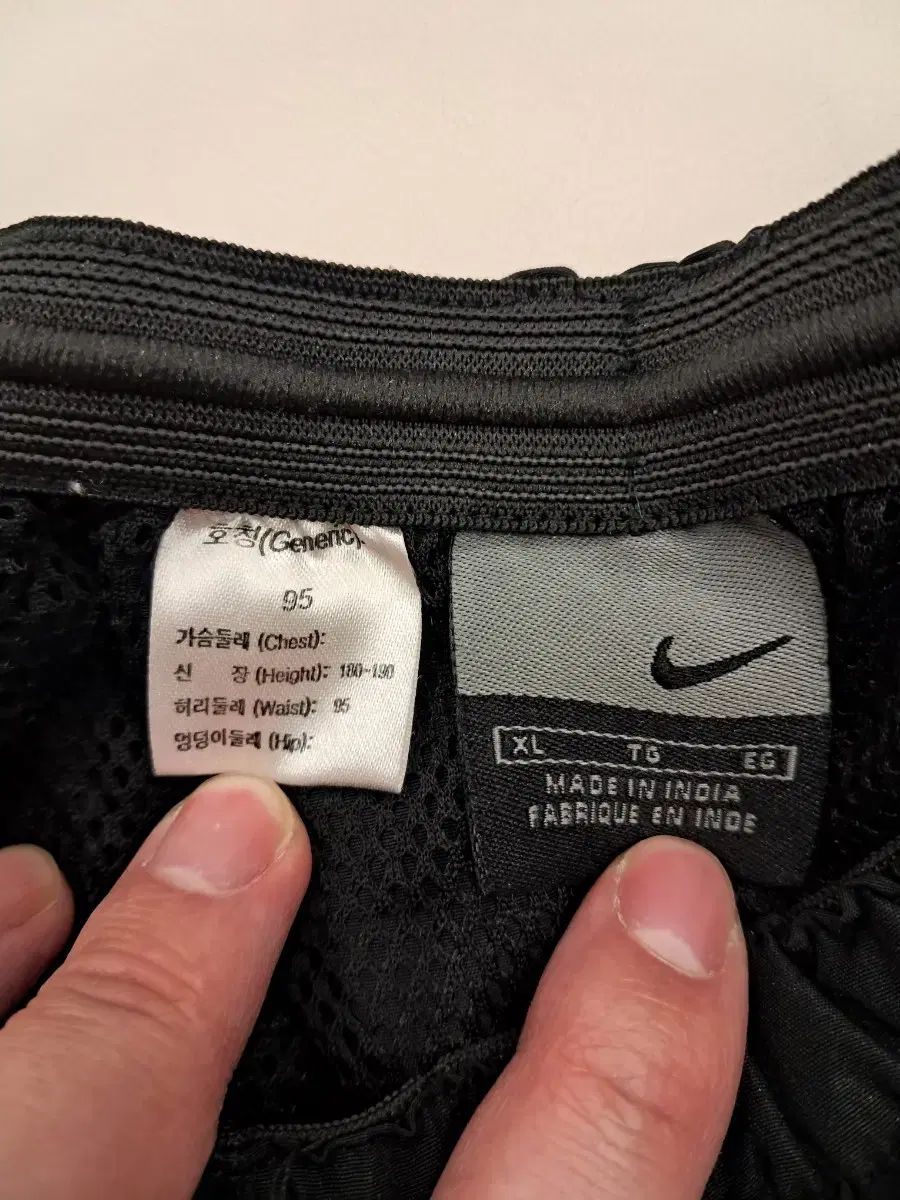 호칭(Generic):
95
가슴둘레 (Chest):
신 장 (Height): 180~190
허리둘레 (Waist): 95
엉덩이둘레 (Hip):
XL TG EG
MADE IN INDIA
FABRIQUE EN INDE